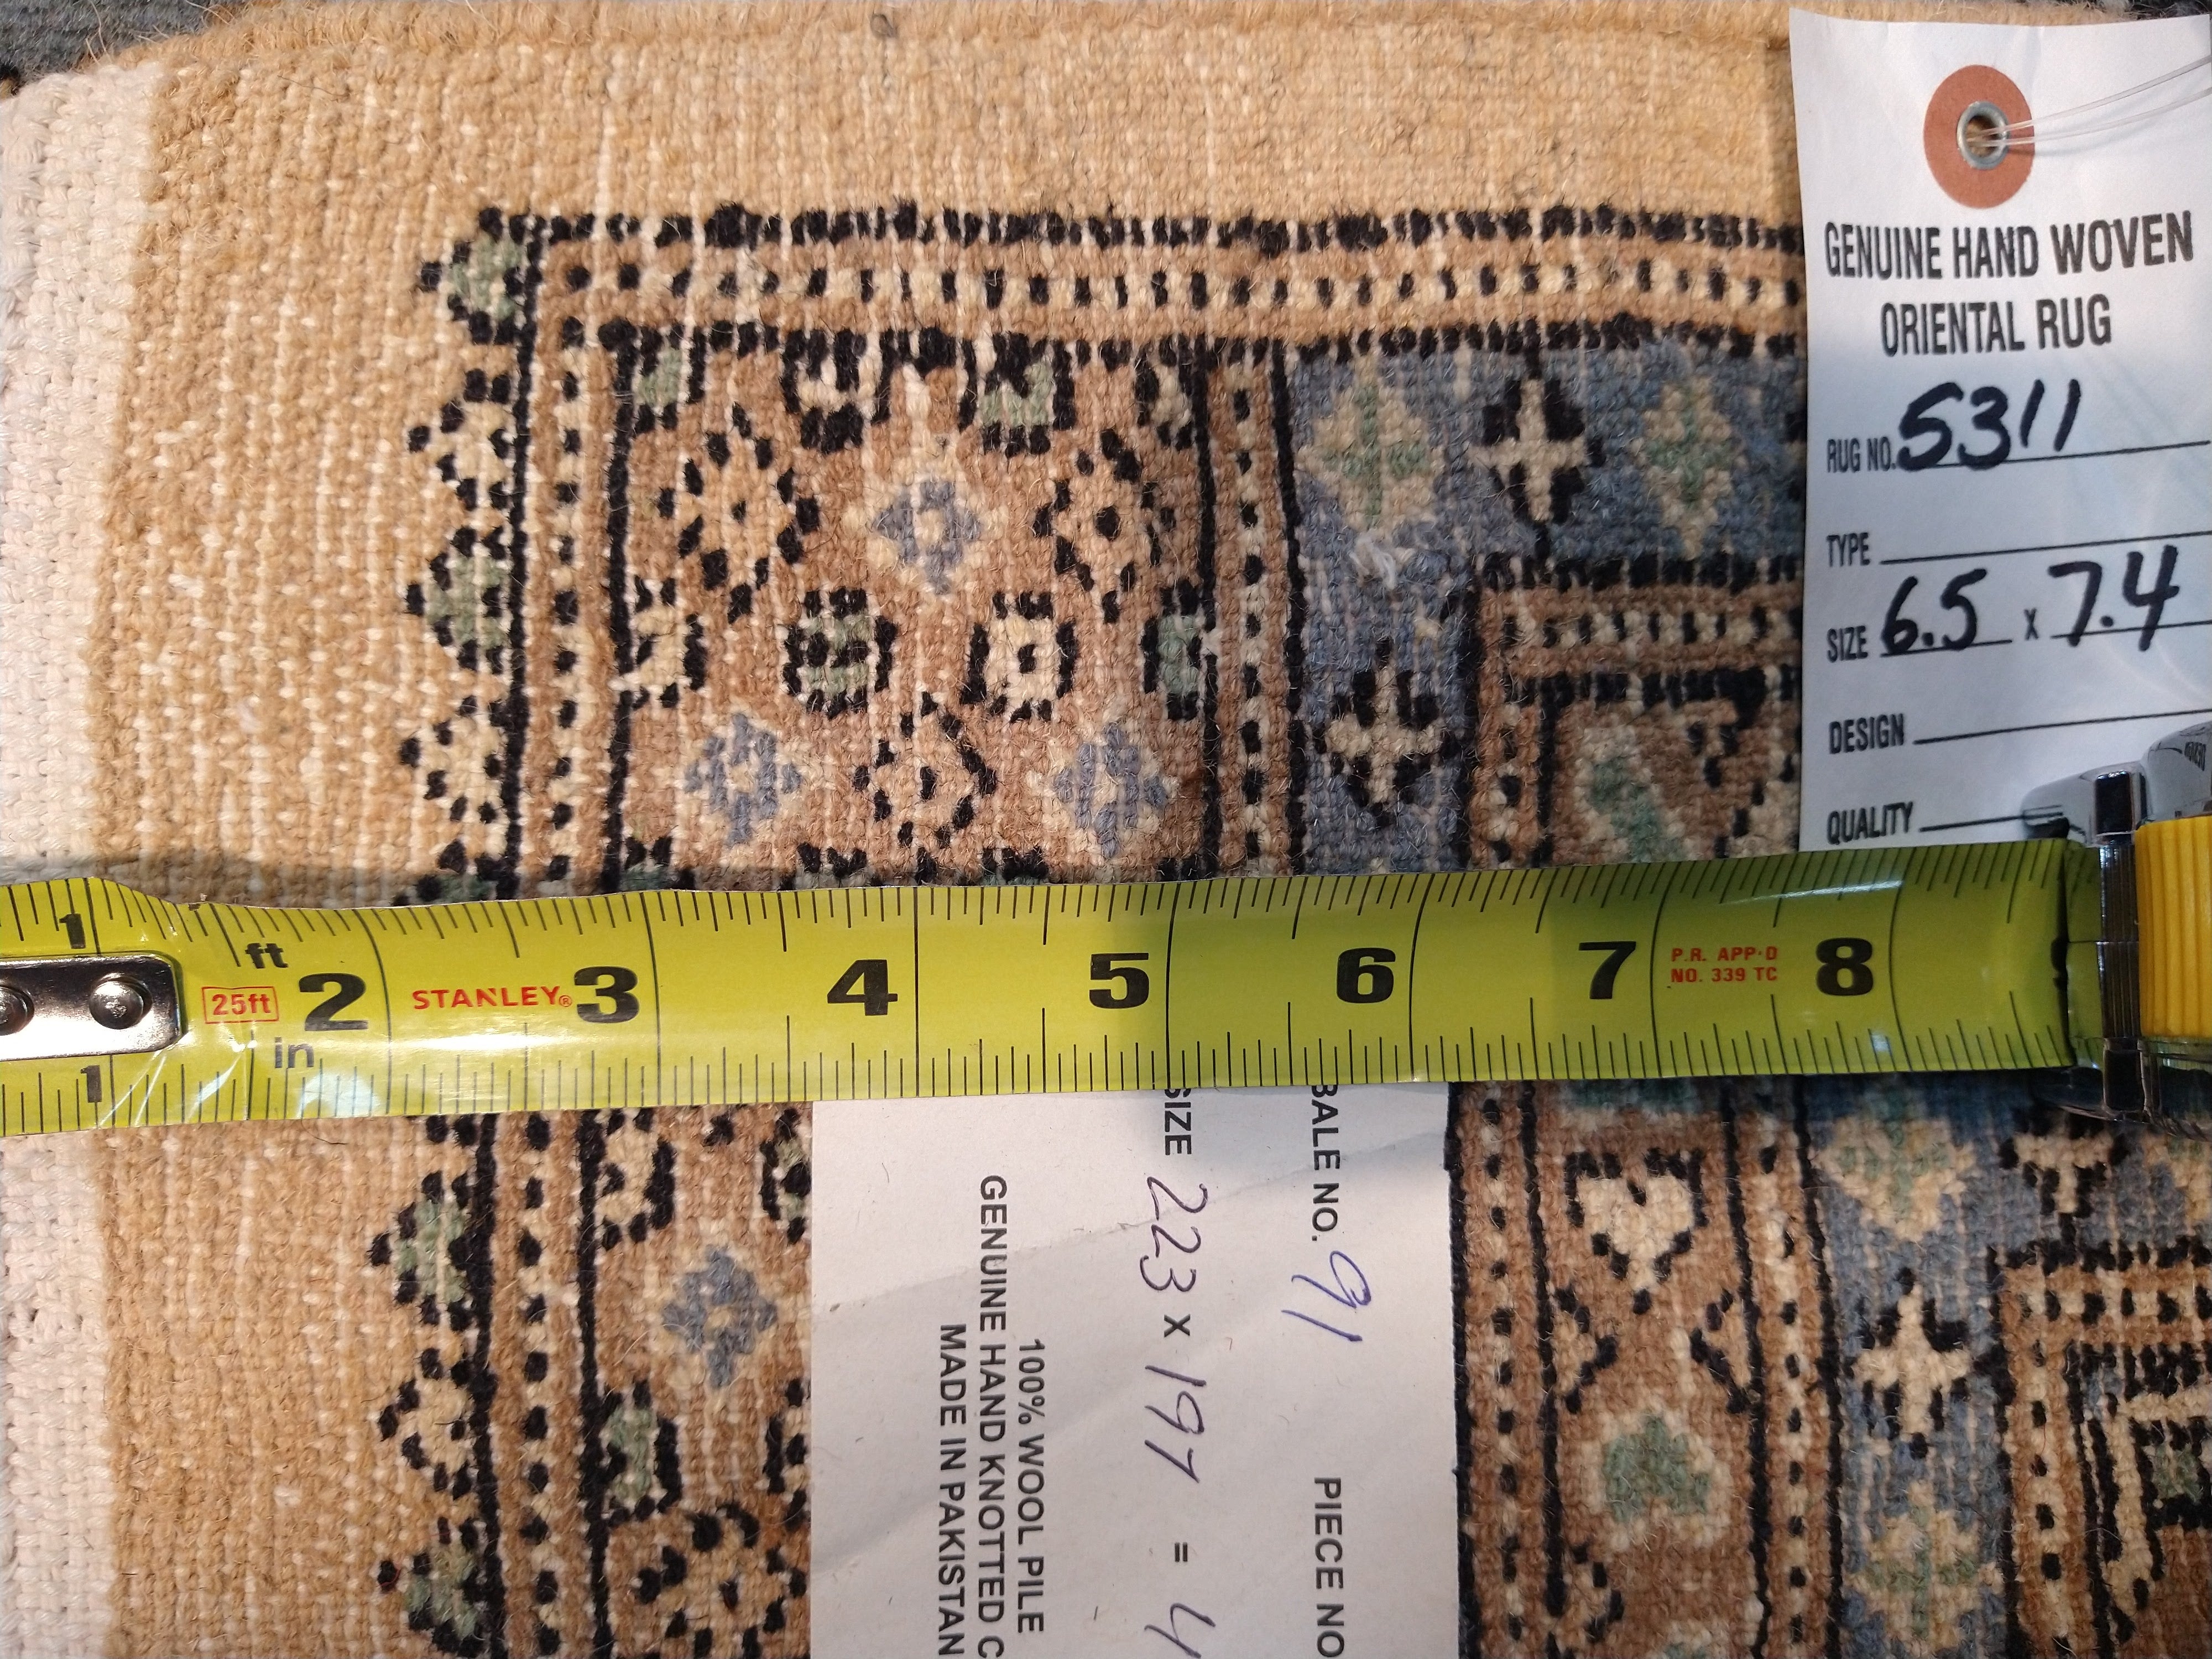 GENUINE HAND WOVEN
ORIENTAL RUG
RUG NO. 5311
TYPE
SIZE 6.5 x 7.4
DESIGN
QUALITY
1 ft 2 3 4 5 6 7 8
25ft STANLEY® P.R. APP'D
NO. 339 TC
in
1
BALE NO. 91 PIECE NO
SIZE 223 x 197 = 4
100% WOOL PILE
GENUINE HAND KNOTTED C
MADE IN PAKISTAN